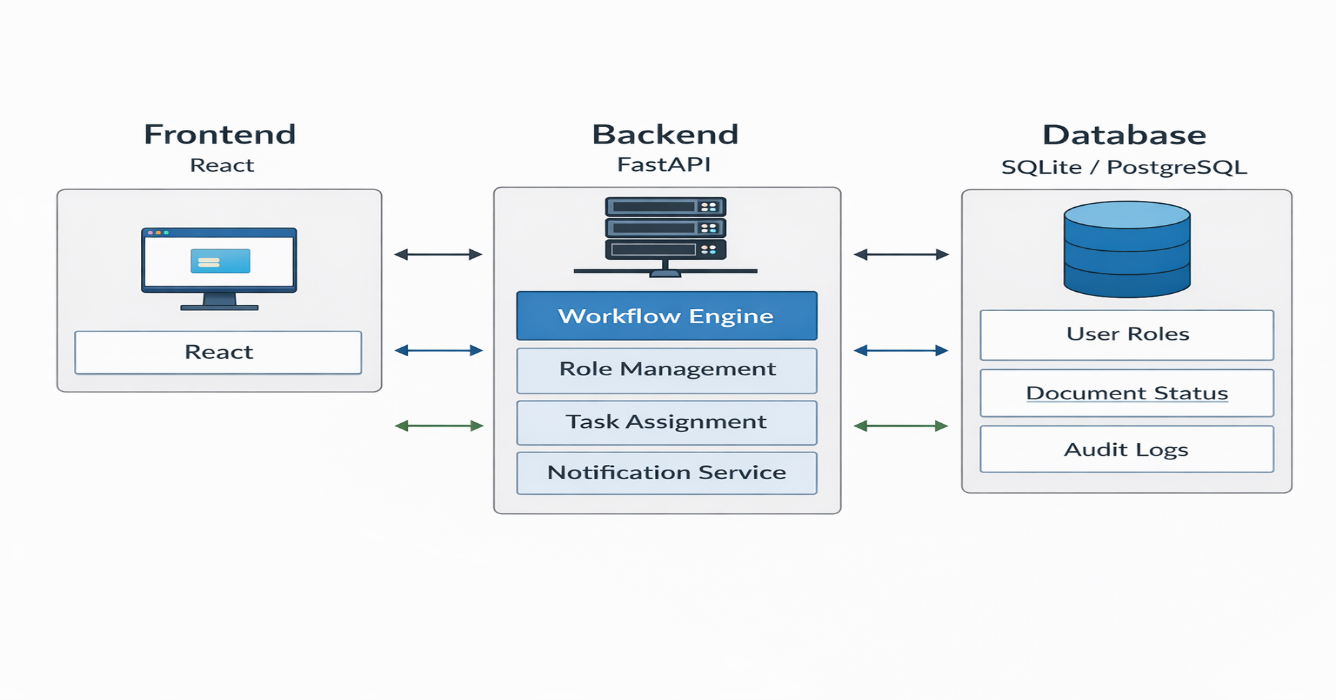 Frontend
React
React
Backend
FastAPI
Workflow Engine
Role Management
Task Assignment
Notification Service
Database
SQLite / PostgreSQL
User Roles
Document Status
Audit Logs